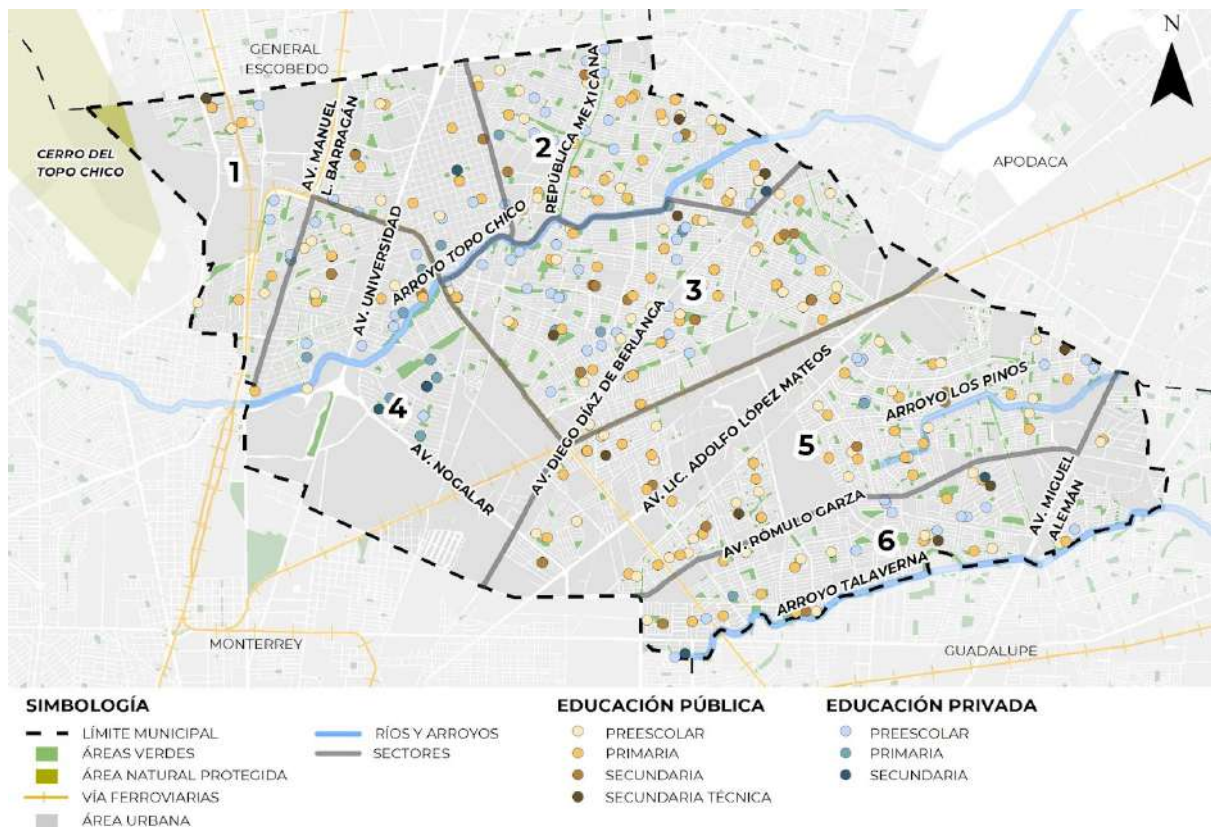 N
GENERAL
ESCOBEDO
CERRO DEL
TOPO CHICO
1
AV. MANUEL
L. BARRAGÁN
2
REPÚBLICA MEXICANA
APODACA
AV. UNIVERSIDAD
ARROYO TOPO CHICO
3
4
AV. NOGALAR
AV. DIEGO DÍAZ DE BERLANGA
AV. LIC. ADOLFO LÓPEZ MATEOS
ARROYO LOS PINOS
5
AV. RÓMULO GARZA
AV. MIGUEL
ALEMÁN
6
ARROYO TALAVERNA
MONTERREY
GUADALUPE
SIMBOLOGÍA
LÍMITE MUNICIPAL
ÁREAS VERDES
ÁREA NATURAL PROTEGIDA
VÍA FERROVIARIAS
ÁREA URBANA
RÍOS Y ARROYOS
SECTORES
EDUCACIÓN PÚBLICA
PREESCOLAR
PRIMARIA
SECUNDARIA
SECUNDARIA TÉCNICA
EDUCACIÓN PRIVADA
PREESCOLAR
PRIMARIA
SECUNDARIA